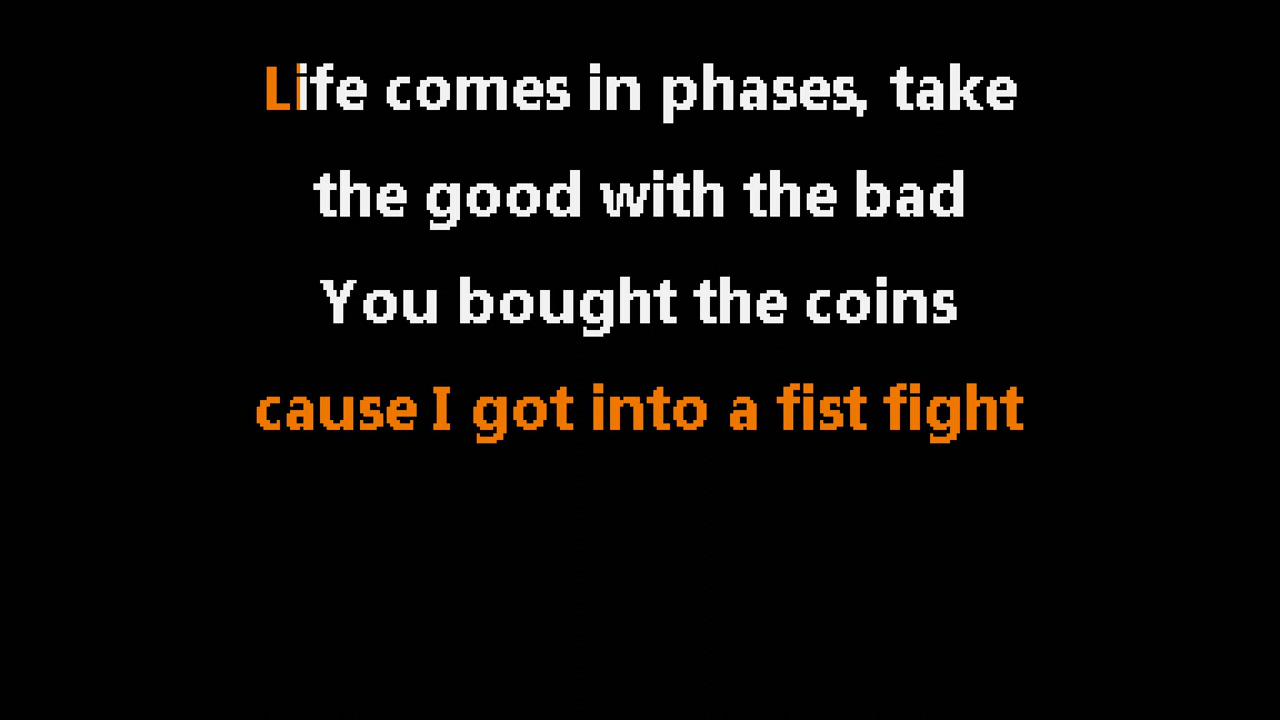 Life comes in phases, take
the good with the bad
You bought the coins
cause I got into a fist fight